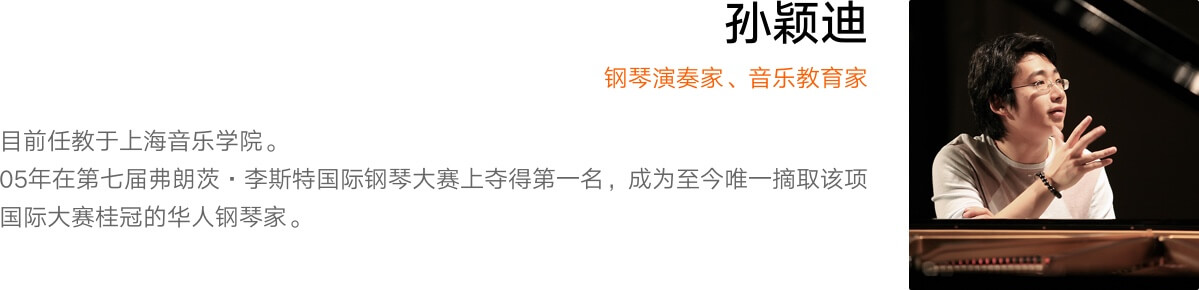 孙颖迪
钢琴演奏家、音乐教育家
目前任教于上海音乐学院。
05年在第七届弗朗茨·李斯特国际钢琴大赛上夺得第一名，成为至今唯一摘取该项
国际大赛桂冠的华人钢琴家。